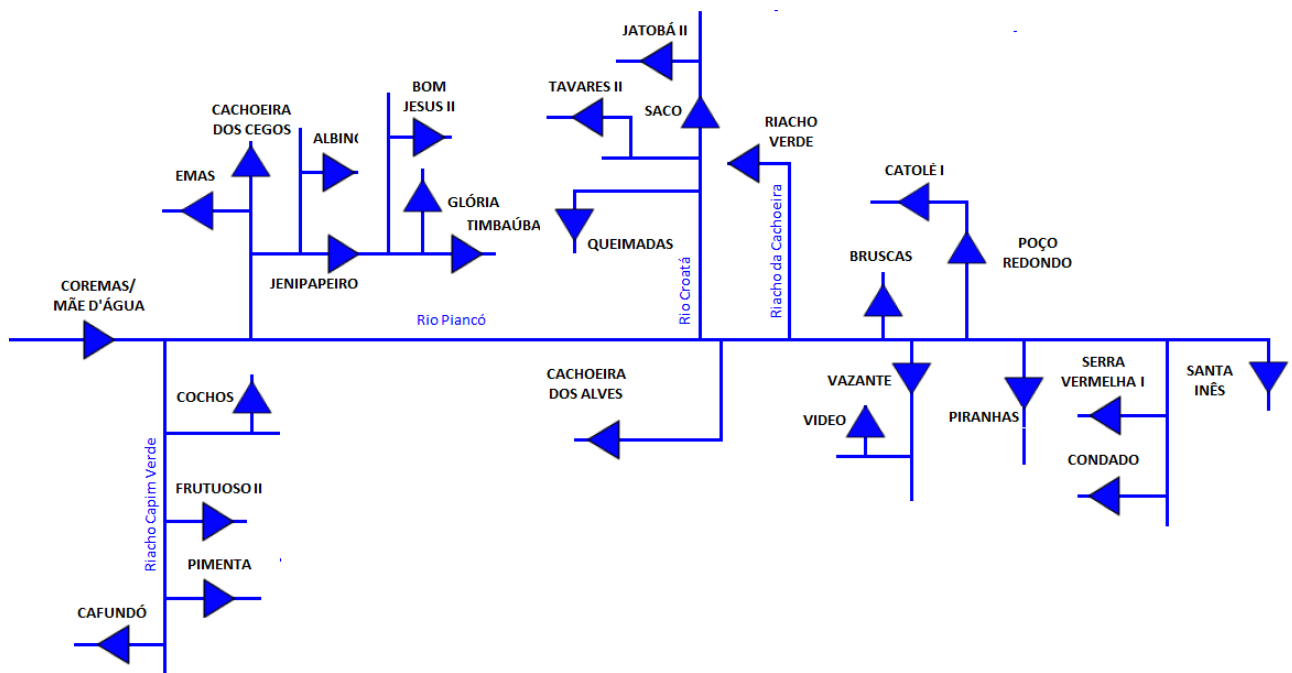 JATOBÁ II
BOM
JESUS II
TAVARES II
CACHOEIRA
DOS CEGOS
SACO
ALBINO
RIACHO
VERDE
EMAS
CATOLÉ I
GLÓRIA
TIMBAÚBA
QUEIMADAS
POÇO
REDONDO
BRUSCAS
JENIPAPEIRO
COREMAS/
MÃE D'ÁGUA
Rio Piancó
Rio Croatá
Riacho da Cachoeira
CACHOEIRA
DOS ALVES
VAZANTE
SERRA
VERMELHA I
SANTA
INÊS
COCHOS
VIDEO
PIRANHAS
CONDADO
Riacho Capim Verde
FRUTUOSO II
PIMENTA
CAFUNDÓ